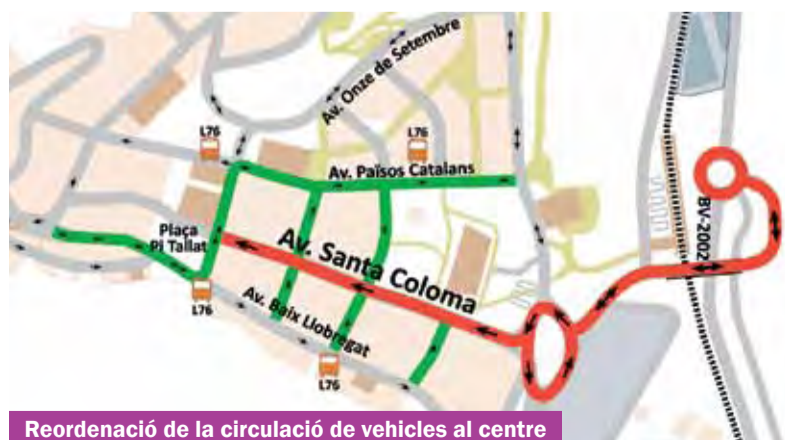 Av. Onze de Setembre
L76
L76
Av. Països Catalans
BV-2002
Plaça
Pi Tallat
Av. Santa Coloma
L76
Av. Baix Llobregat
L76
Reordenació de la circulació de vehicles al centre